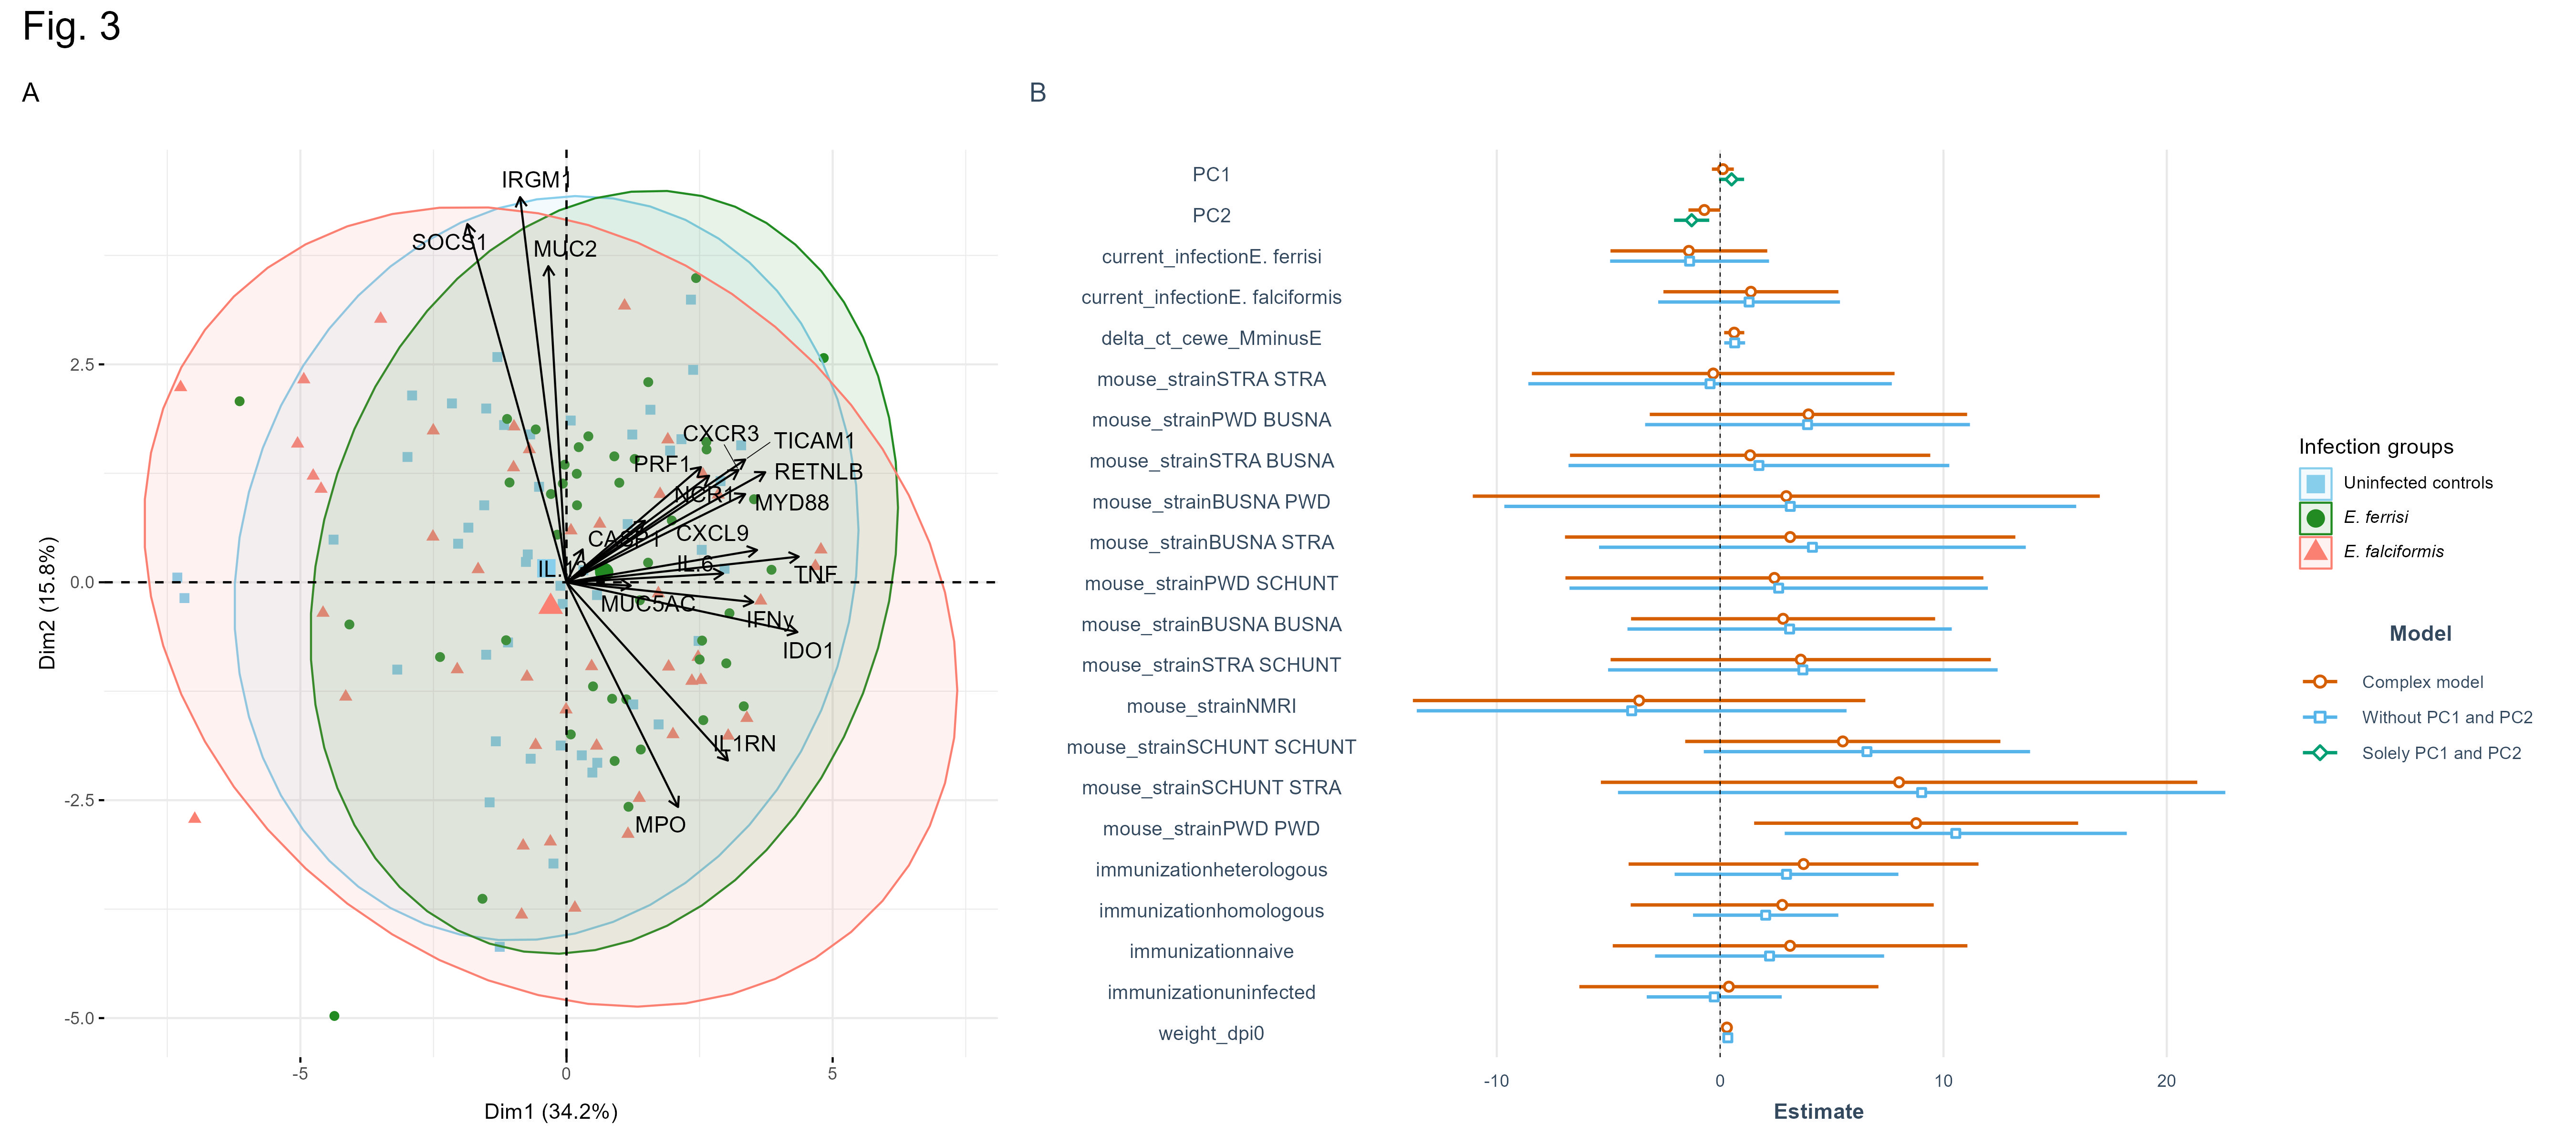 Fig. 3
A
B
IRGM1
SOCS1
MUC2
CXCR3
TICAM1
PRF1
RETNLB
NCR1
MYD88
CASP1
CXCL9
IL.13
IL.6
TNF
MUC5AC
IFNy
IDO1
IL1RN
MPO
2.5
0.0
-2.5
-5.0
-5
0
5
Dim1 (34.2%)
Dim2 (15.8%)
PC1
PC2
current_infectionE. ferrisi
current_infectionE. falciformis
delta_ct_cewe_MminusE
mouse_strainSTRA STRA
mouse_strainPWD BUSNA
mouse_strainSTRA BUSNA
mouse_strainBUSNA PWD
mouse_strainBUSNA STRA
mouse_strainPWD SCHUNT
mouse_strainBUSNA BUSNA
mouse_strainSTRA SCHUNT
mouse_strainNMRI
mouse_strainSCHUNT SCHUNT
mouse_strainSCHUNT STRA
mouse_strainPWD PWD
immunizationheterologous
immunizationhomologous
immunizationnaive
immunizationuninfected
weight_dpi0
-10
0
10
20
Estimate
Infection groups
Uninfected controls
E. ferrisi
E. falciformis
Model
Complex model
Without PC1 and PC2
Solely PC1 and PC2